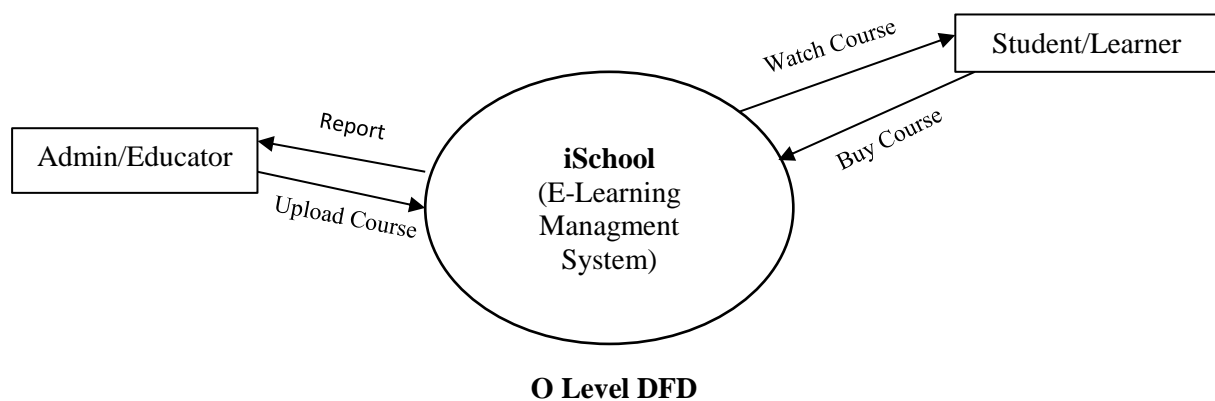 Watch Course
Student/Learner
Buy Course
Report
Admin/Educator
Upload Course
iSchool
(E-Learning
Managment
System)
O Level DFD